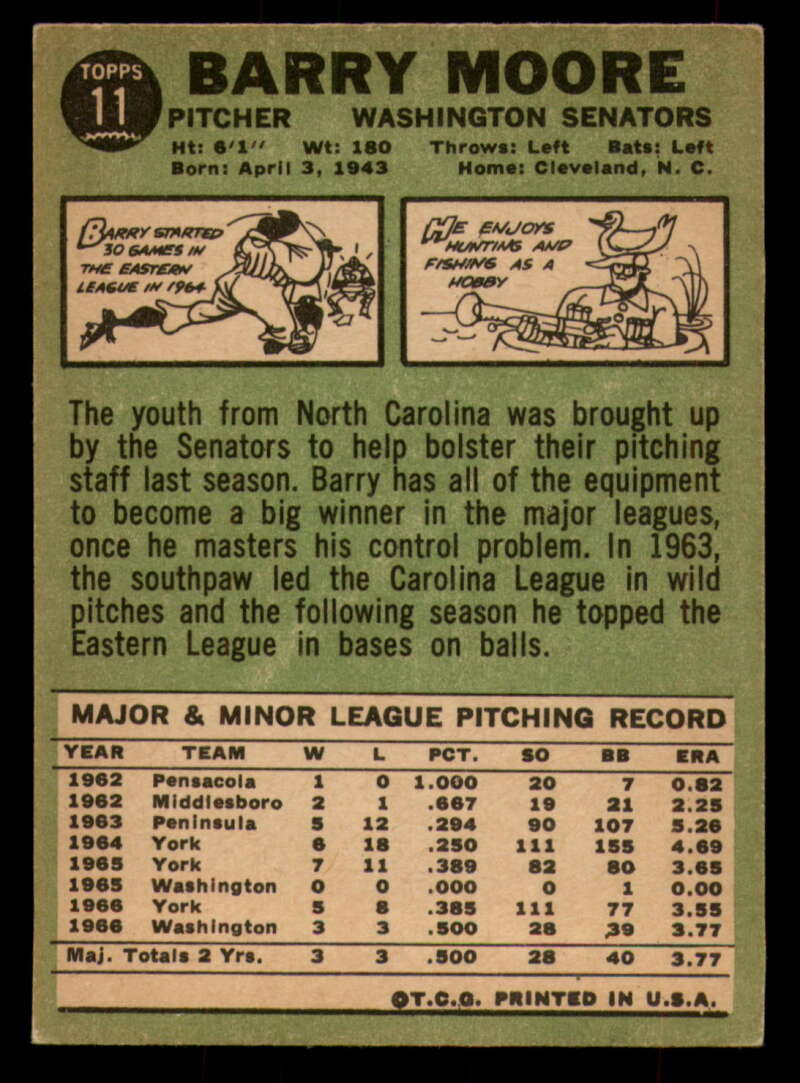 TOPPS
11
BARRY MOORE
PITCHER WASHINGTON SENATORS
Ht: 6'1" Wt: 180 Throws: Left Bats: Left
Born: April 3, 1943 Home: Cleveland, N. C.
BARRY STARTED
30 GAMES IN
THE EASTERN
LEAGUE IN 1964
HE ENJOYS
HUNTING AND
FISHING AS A
HOBBY
The youth from North Carolina was brought up
by the Senators to help bolster their pitching
staff last season. Barry has all of the equipment
to become a big winner in the major leagues,
once he masters his control problem. In 1963,
the southpaw led the Carolina League in wild
pitches and the following season he topped the
Eastern League in bases on balls.
MAJOR & MINOR LEAGUE PITCHING RECORD
YEAR TEAM W L PCT. SO BB ERA
1962 Pensacola 1 0 1.000 20 7 0.82
1962 Middlesboro 2 1 .667 19 21 2.25
1963 Peninsula 5 12 .294 90 107 5.26
1964 York 6 18 .250 111 155 4.69
1965 York 7 11 .389 82 80 3.65
1965 Washington 0 0 .000 0 1 0.00
1966 York 5 8 .385 111 77 3.55
1966 Washington 3 3 .500 28 39 3.77
Maj. Totals 2 Yrs. 3 3 .500 28 40 3.77
©T.C.G. PRINTED IN U.S.A.